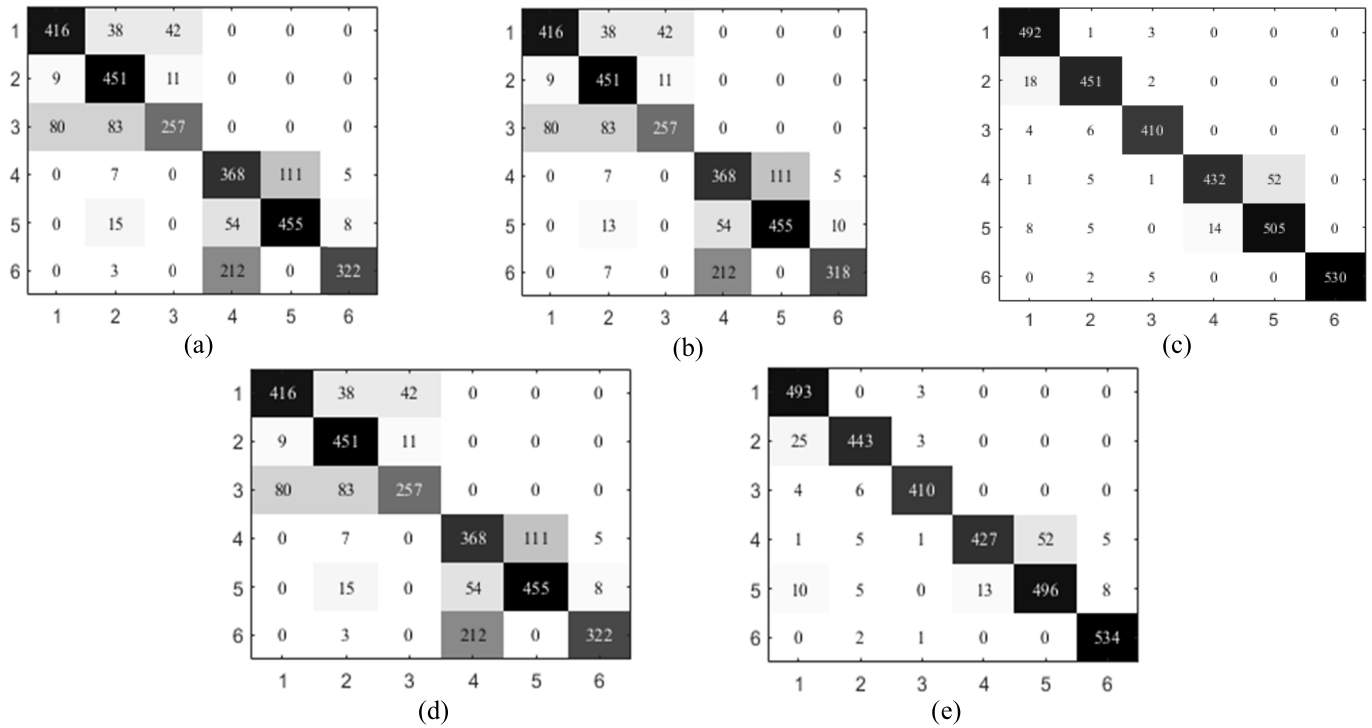 1 416 38 42 0 0 0
2 9 451 11 0 0 0
3 80 83 257 0 0 0
4 0 7 0 368 111 5
5 0 15 0 54 455 8
6 0 3 0 212 0 322
1 2 3 4 5 6
(a)
1 416 38 42 0 0 0
2 9 451 11 0 0 0
3 80 83 257 0 0 0
4 0 7 0 368 111 5
5 0 13 0 54 455 10
6 0 7 0 212 0 318
1 2 3 4 5 6
(b)
1 492 1 3 0 0 0
2 18 451 2 0 0 0
3 4 6 410 0 0 0
4 1 5 1 432 52 0
5 8 5 0 14 505 0
6 0 2 5 0 0 530
1 2 3 4 5 6
(c)
1 416 38 42 0 0 0
2 9 451 11 0 0 0
3 80 83 257 0 0 0
4 0 7 0 368 111 5
5 0 15 0 54 455 8
6 0 3 0 212 0 322
1 2 3 4 5 6
(d)
1 493 0 3 0 0 0
2 25 443 3 0 0 0
3 4 6 410 0 0 0
4 1 5 1 427 52 5
5 10 5 0 13 496 8
6 0 2 1 0 0 534
1 2 3 4 5 6
(e)